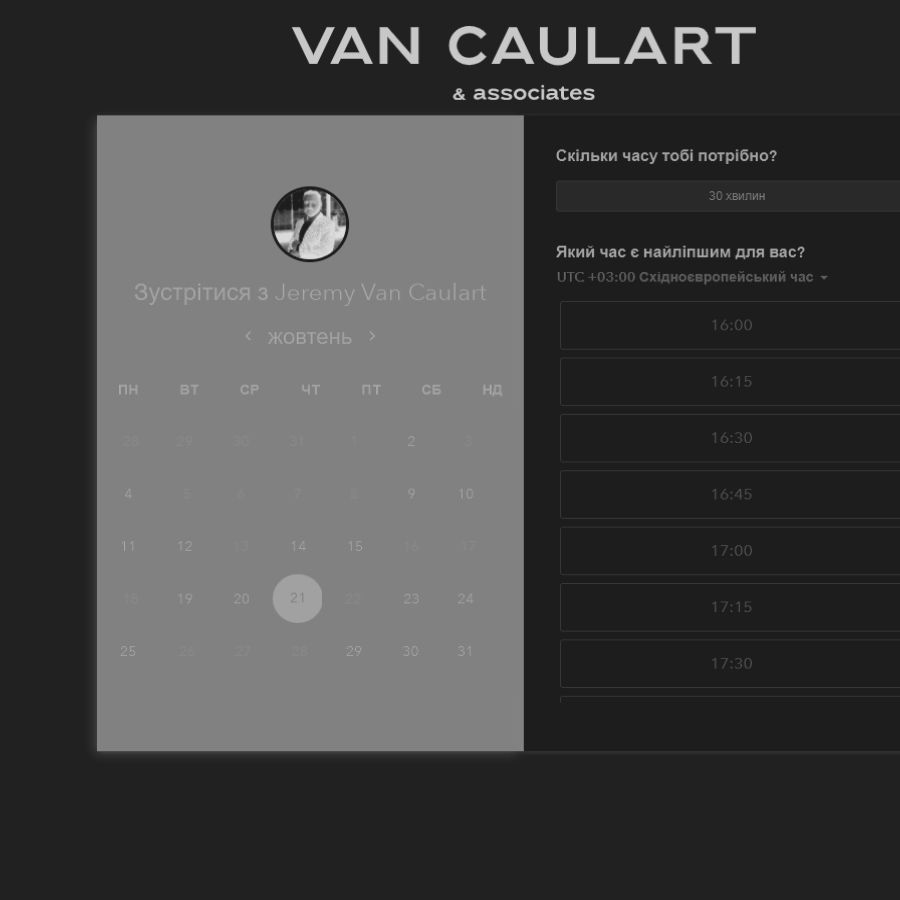 VAN CAULART
& associates
Зустрітися з Jeremy Van Caulart
жовтень
ПН ВТ СР ЧТ ПТ СБ НД
28 29 30 31 1 2 3
4 5 6 7 8 9 10
11 12 13 14 15 16 17
18 19 20 21 22 23 24
25 26 27 28 29 30 31
Скільки часу тобі потрібно?
30 хвилин
Який час є найліпшим для вас?
UTC +03:00 Східноєвропейський час
16:00
16:15
16:30
16:45
17:00
17:15
17:30